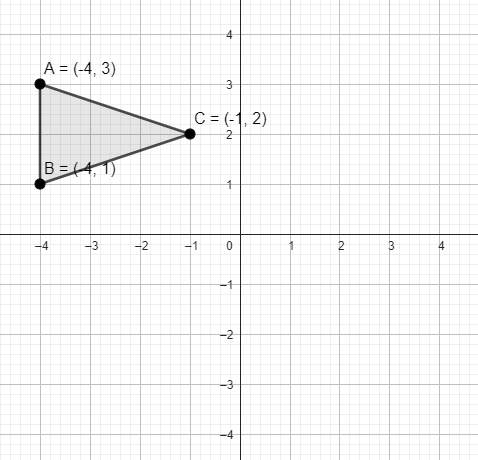 4
A = (-4, 3)
3
C = (-1, 2)
2
B = (-4, 1)
1
–4 –3 –2 –1 0 1 2 3 4
–1
–2
–3
–4